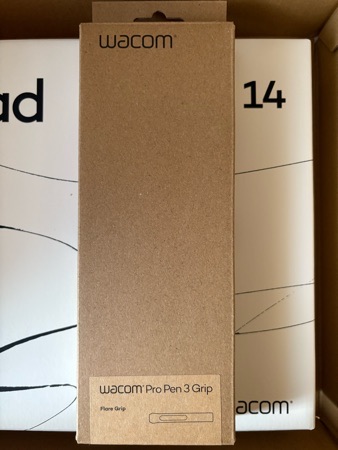 wacom
ad
14
wacom Pro Pen 3 Grip
Flare Grip
acom